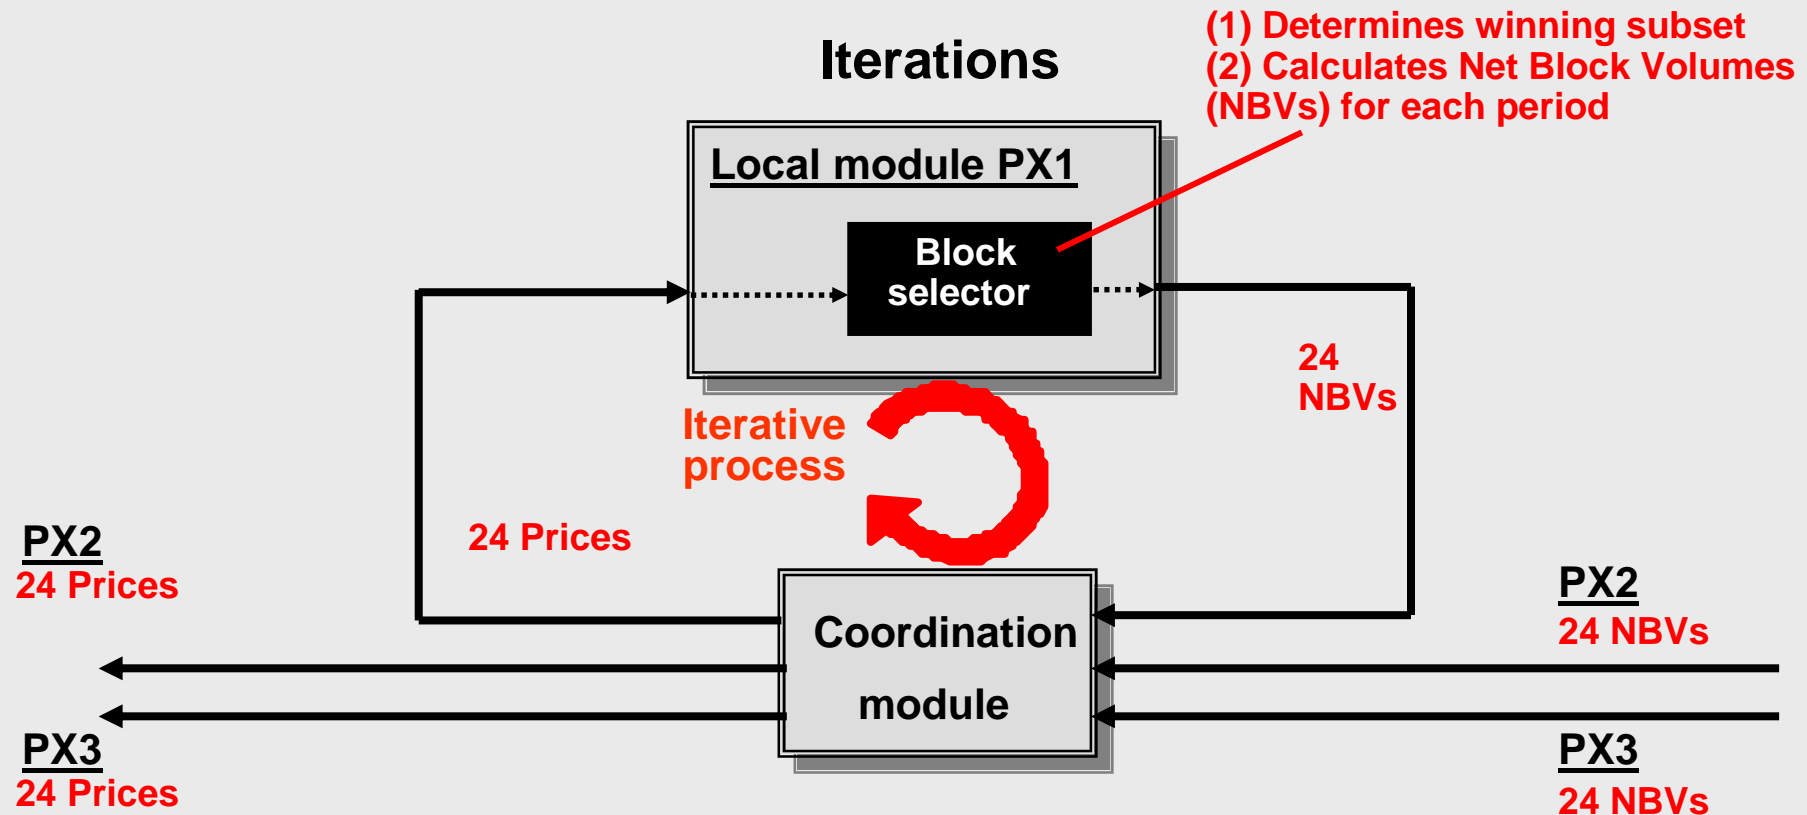 Iterations
(1) Determines winning subset
(2) Calculates Net Block Volumes
(NBVs) for each period
Local module PX1
Block
selector
24
NBVs
Iterative
process
24 Prices
PX2
24 Prices
PX3
24 Prices
Coordination
module
PX2
24 NBVs
PX3
24 NBVs